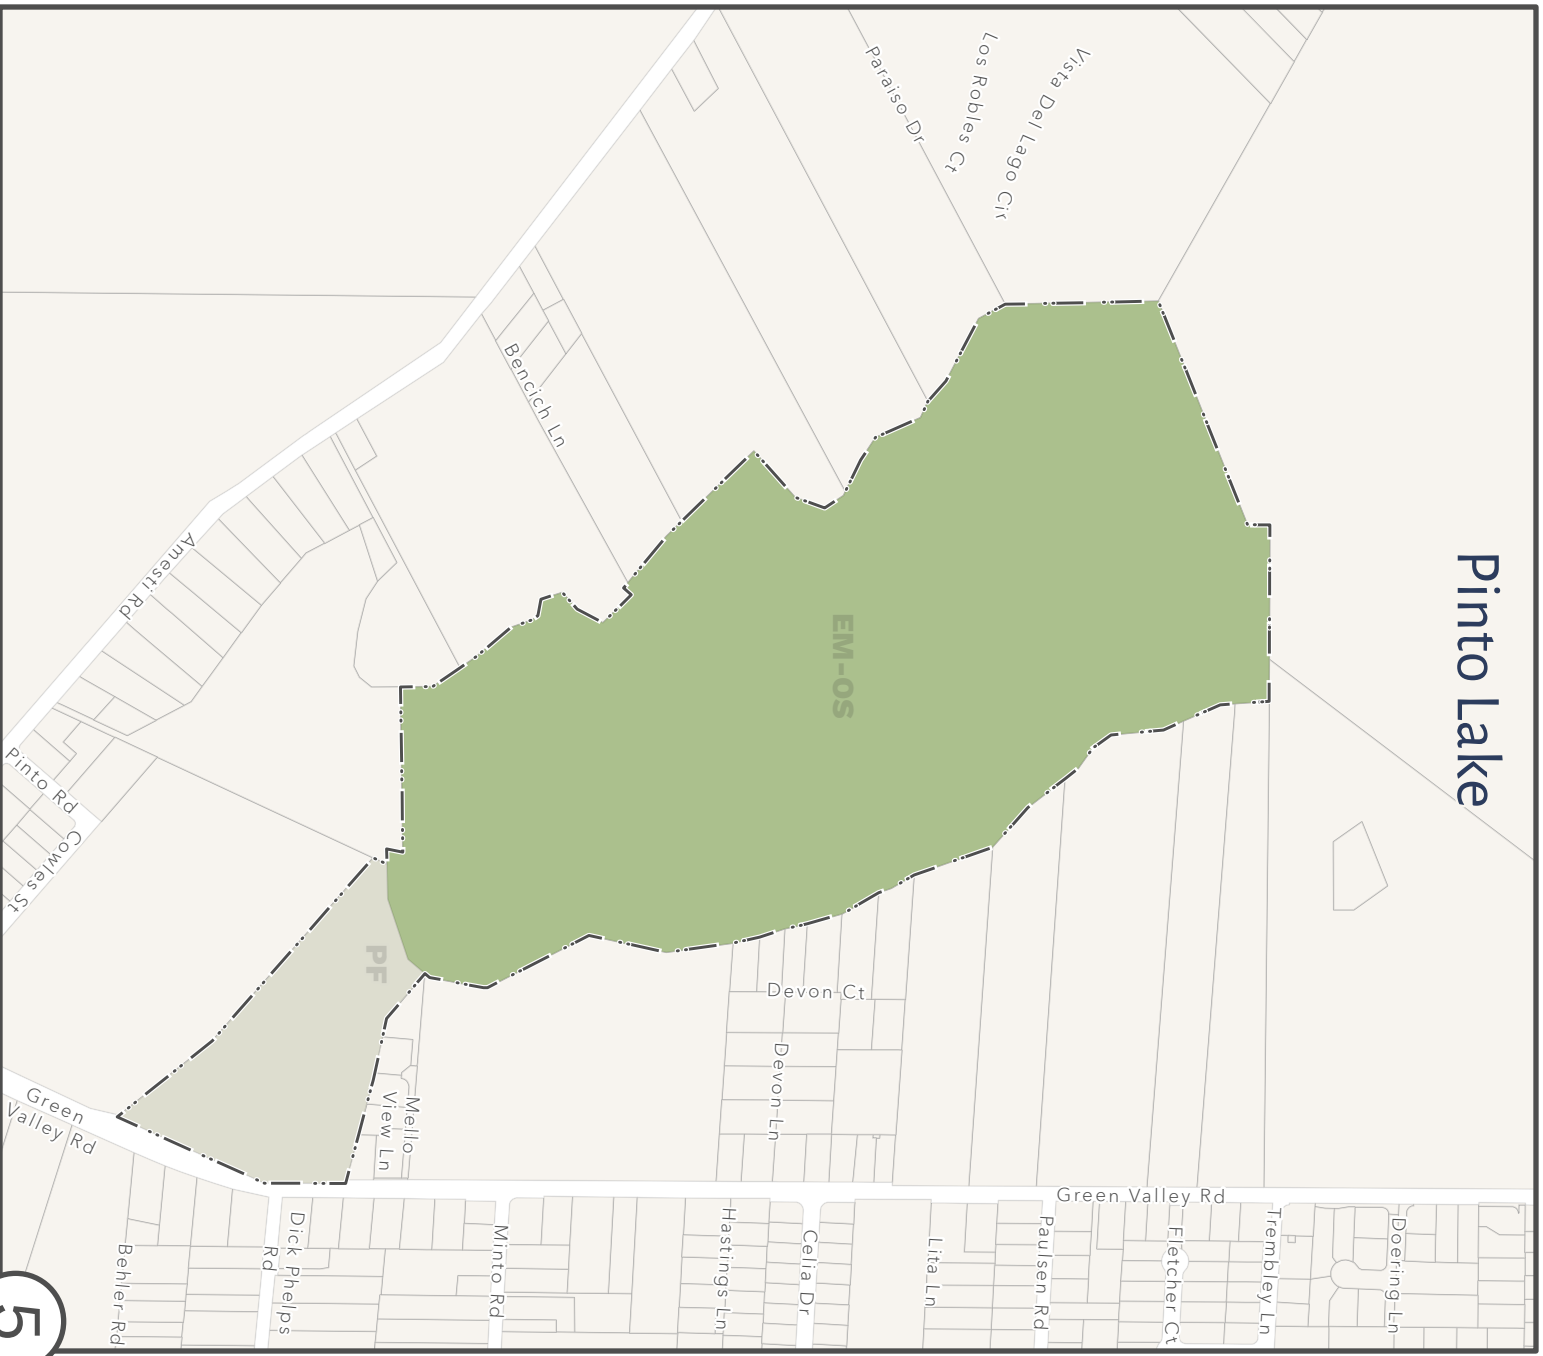 Pinto Lake
Vista Del Lago Cir
Los Robles Ct
Paraiso Dr
Bencich Ln
Amesti Rd
Pinto Rd
Cowles St
EM-OS
PF
Devon Ct
Devon Ln
Mello
View Ln
Green
Valley Rd
Green Valley Rd
Doering Ln
Trembley Ln
Fletcher Ct
Paulsen Rd
Lita Ln
Celia Dr
Hastings Ln
Minto Rd
Dick Phelps
Rd
Behler Rd
5